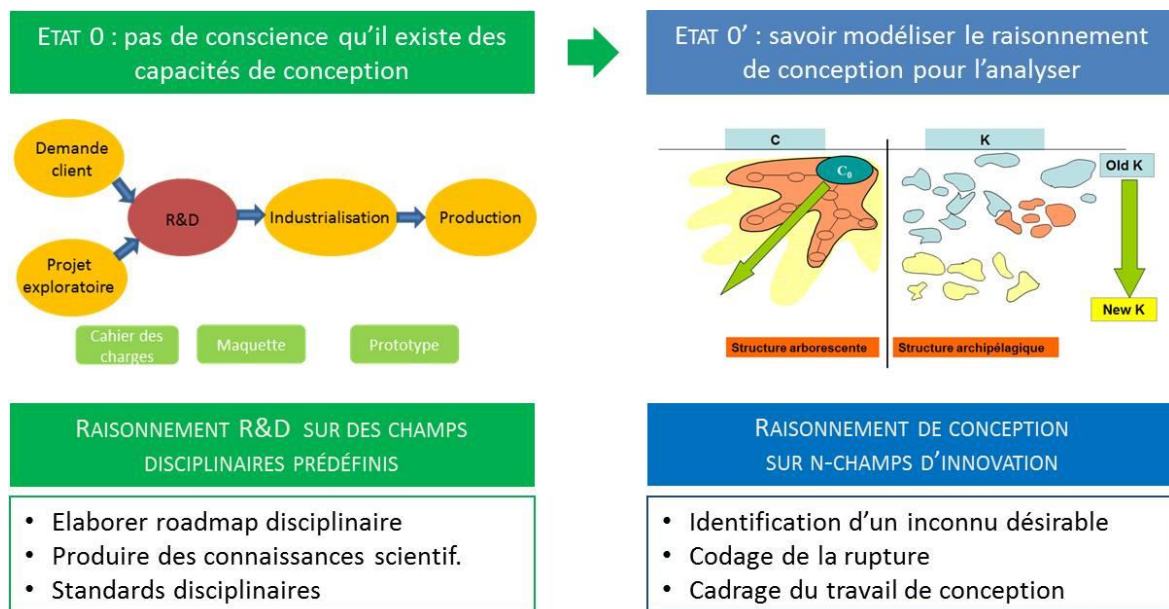 ETAT 0 : pas de conscience qu'il existe des
capacités de conception
ETAT 0' : savoir modéliser le raisonnement
de conception pour l'analyser
Demande
client
R&D
Industrialisation
Production
Projet
exploratoire
Cahier des
charges
Maquette
Prototype
C
K
C0
Old K
New K
Structure arborescente
Structure archipélagique
RAISONNEMENT R&D SUR DES CHAMPS
DISCIPLINAIRES PRÉDÉFINIS
• Elaborer roadmap disciplinaire
• Produire des connaissances scientif.
• Standards disciplinaires
RAISONNEMENT DE CONCEPTION
SUR N-CHAMPS D'INNOVATION
• Identification d'un inconnu désirable
• Codage de la rupture
• Cadrage du travail de conception